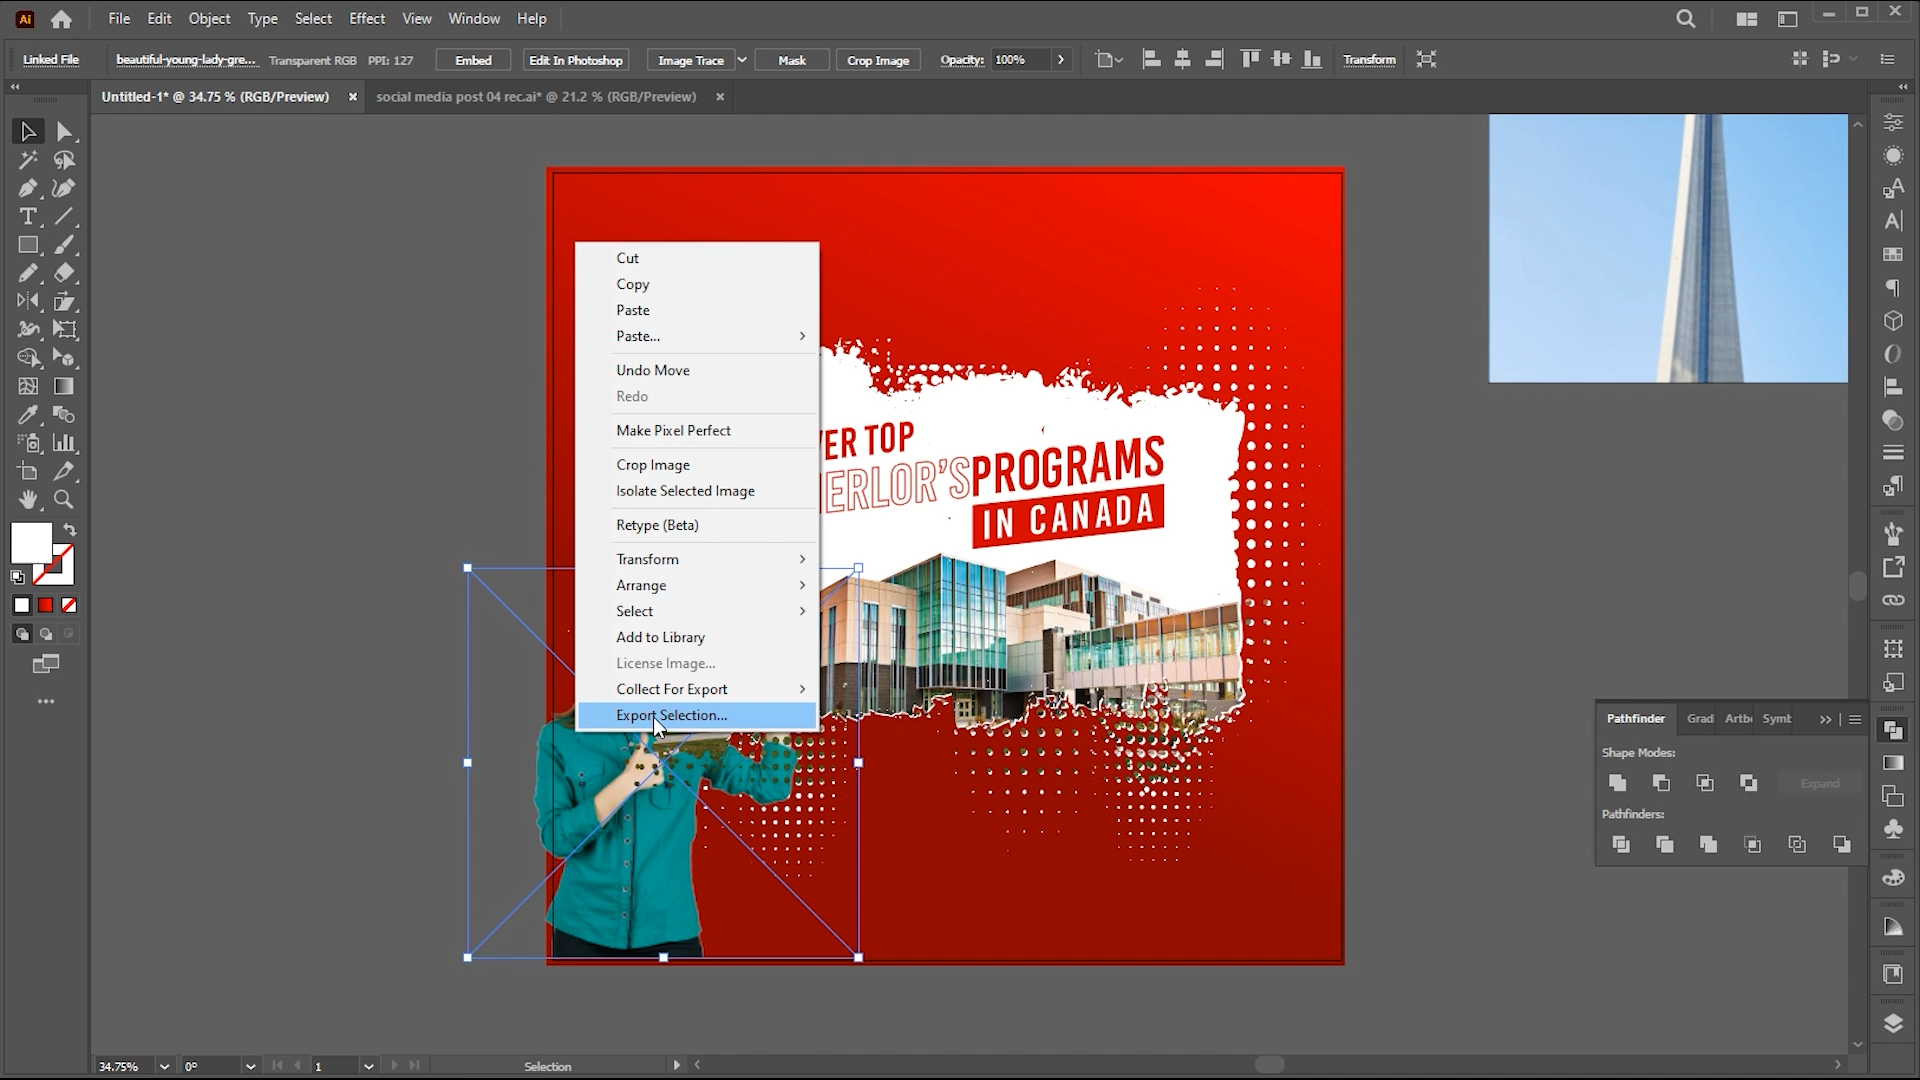 Ai File Edit Object Type Select Effect View Window Help
Linked File beautiful-young-lady-gre... Transparent RGB PPI: 127 Embed Edit In Photoshop Image Trace Mask Crop Image Opacity: 100% Transform
Untitled-1* @ 34.75 % (RGB/Preview) × social media post 04 rec.ai* @ 21.2 % (RGB/Preview) ×
Cut
Copy
Paste
Paste...
Undo Move
Redo
Make Pixel Perfect
Crop Image
Isolate Selected Image
Retype (Beta)
Transform
Arrange
Select
Add to Library
License Image...
Collect For Export
Export Selection...
VER TOP
ERLOR'S PROGRAMS
IN CANADA
Pathfinder Grad Artb Symb
Shape Modes:
Expand
Pathfinders:
34.75% 0° 1 Selection